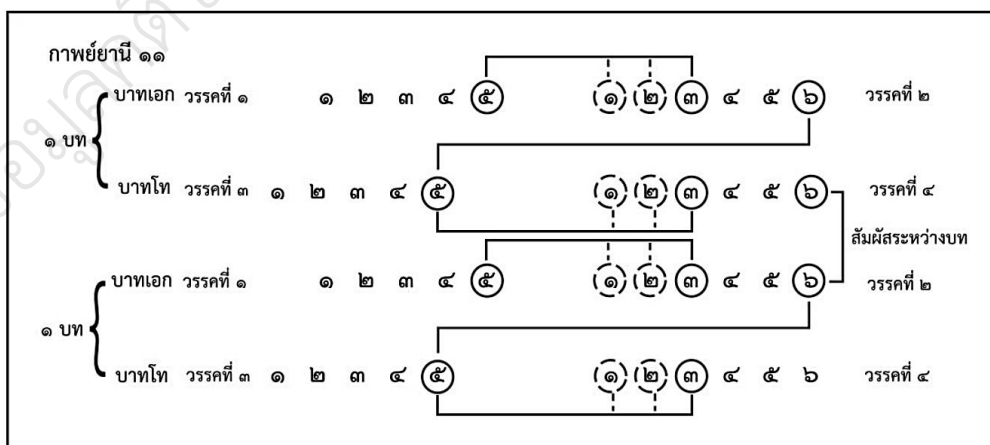 กาพย์ยานี ๑๑
บาทเอก วรรคที่ ๑ ๑ ๒ ๓ ๔ ๕ ๑ ๒ ๓ ๔ ๕ ๖ วรรคที่ ๒
๑ บท
บาทโท วรรคที่ ๓ ๑ ๒ ๓ ๔ ๕ ๑ ๒ ๓ ๔ ๕ ๖ วรรคที่ ๔
สัมผัสระหว่างบท
บาทเอก วรรคที่ ๑ ๑ ๒ ๓ ๔ ๕ ๑ ๒ ๓ ๔ ๕ ๖ วรรคที่ ๒
๑ บท
บาทโท วรรคที่ ๓ ๑ ๒ ๓ ๔ ๕ ๑ ๒ ๓ ๔ ๕ ๖ วรรคที่ ๔